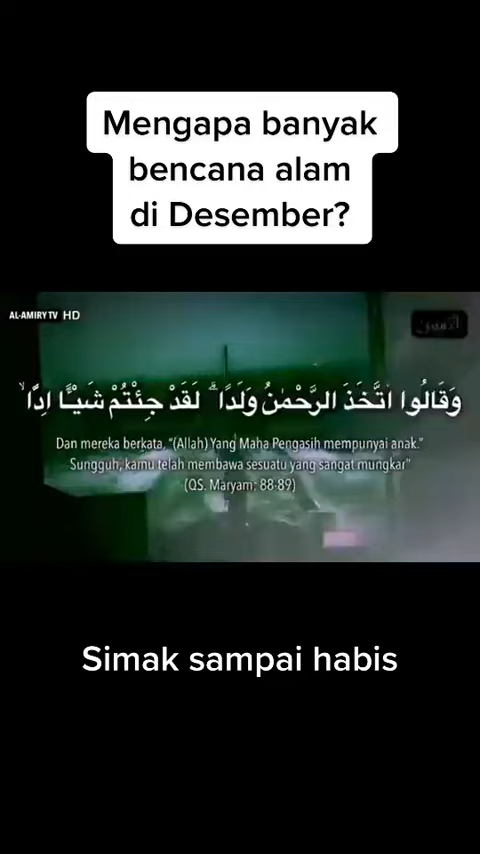 Mengapa banyak
bencana alam
di Desember?
AL-AMIRY TV HD
وَقَالُوا اتَّخَذَ الرَّحْمٰنُ وَلَدًا ۗ لَقَدْ جِئْتُمْ شَيْـًٔا اِدًّا ۙ
Dan mereka berkata, “(Allah) Yang Maha Pengasih mempunyai anak.”
Sungguh, kamu telah membawa sesuatu yang sangat mungkar"
(QS. Maryam; 88-89)
Simak sampai habis